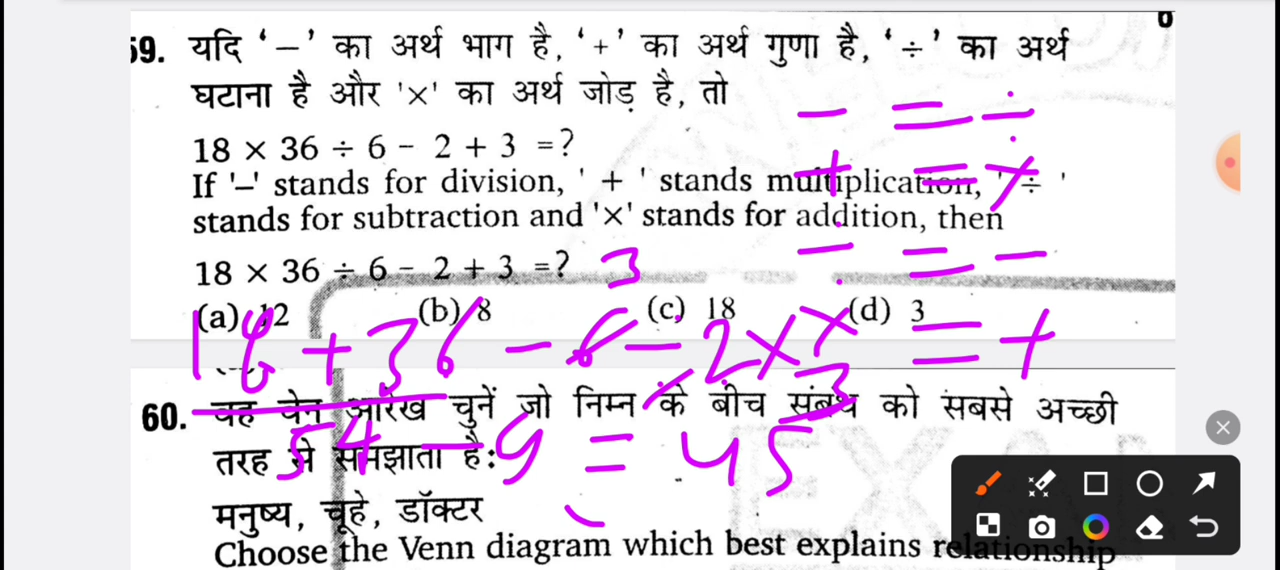 59. यदि ‘–’ का अर्थ भाग है, ‘+’ का अर्थ गुणा है, ‘÷’ का अर्थ
घटाना है और '×' का अर्थ जोड़ है, तो
18 × 36 ÷ 6 – 2 + 3 =?
If '–' stands for division, ' + ' stands multiplication, ' ÷ '
stands for subtraction and '×' stands for addition, then
18 × 36 ÷ 6 – 2 + 3 =?
(a) 12 (b) 8 (c) 18 (d) 3
– = ÷
+ = ×
÷ = –
× = +
3
18 + 36 – 6 ÷ 2 × 3
54 – 9 = 45
60. वह वेन आरेख चुनें जो निम्न के बीच संबंध को सबसे अच्छी
तरह से समझाता है:
मनुष्य, चूहे, डॉक्टर
Choose the Venn diagram which best explains relationship